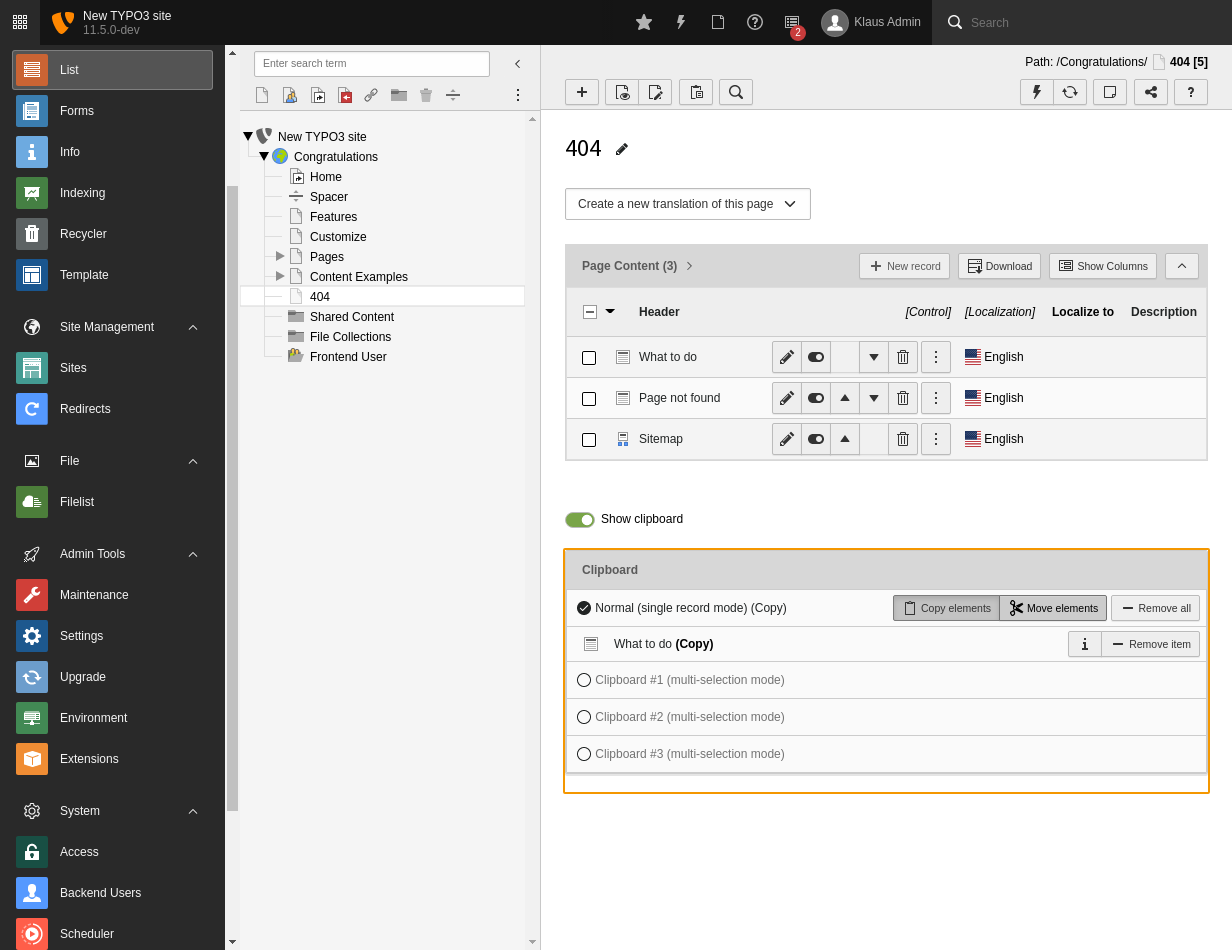 New TYPO3 site
11.5.0-dev
2
Klaus Admin
Search
List
Forms
Info
Indexing
Recycler
Template
Site Management
Sites
Redirects
File
Filelist
Admin Tools
Maintenance
Settings
Upgrade
Environment
Extensions
System
Access
Backend Users
Scheduler
Enter search term
New TYPO3 site
Congratulations
Home
Spacer
Features
Customize
Pages
Content Examples
404
Shared Content
File Collections
Frontend User
Path: /Congratulations/ 404 [5]
404
Create a new translation of this page
Page Content (3)
New record
Download
Show Columns
Header [Control] [Localization] Localize to Description
What to do English
Page not found English
Sitemap English
Show clipboard
Clipboard
Normal (single record mode) (Copy) Copy elements Move elements Remove all
What to do (Copy) Remove item
Clipboard #1 (multi-selection mode)
Clipboard #2 (multi-selection mode)
Clipboard #3 (multi-selection mode)